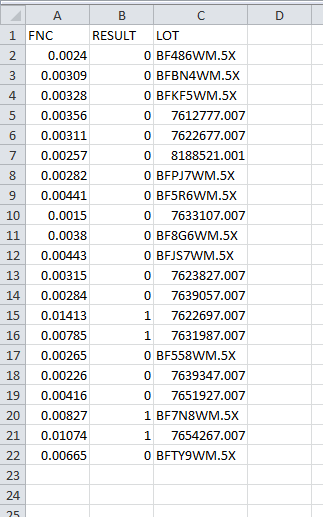 A B C D
1 FNC RESULT LOT
2 0.0024 0 BF486WM.5X
3 0.00309 0 BFBN4WM.5X
4 0.00328 0 BFKF5WM.5X
5 0.00356 0 7612777.007
6 0.00311 0 7622677.007
7 0.00257 0 8188521.001
8 0.00282 0 BFPJ7WM.5X
9 0.00441 0 BF5R6WM.5X
10 0.0015 0 7633107.007
11 0.0038 0 BF8G6WM.5X
12 0.00443 0 BFJS7WM.5X
13 0.00315 0 7623827.007
14 0.00284 0 7639057.007
15 0.01413 1 7622697.007
16 0.00785 1 7631987.007
17 0.00265 0 BF558WM.5X
18 0.00226 0 7639347.007
19 0.00416 0 7651927.007
20 0.00827 1 BF7N8WM.5X
21 0.01074 1 7654267.007
22 0.00665 0 BFTY9WM.5X
23
24
25